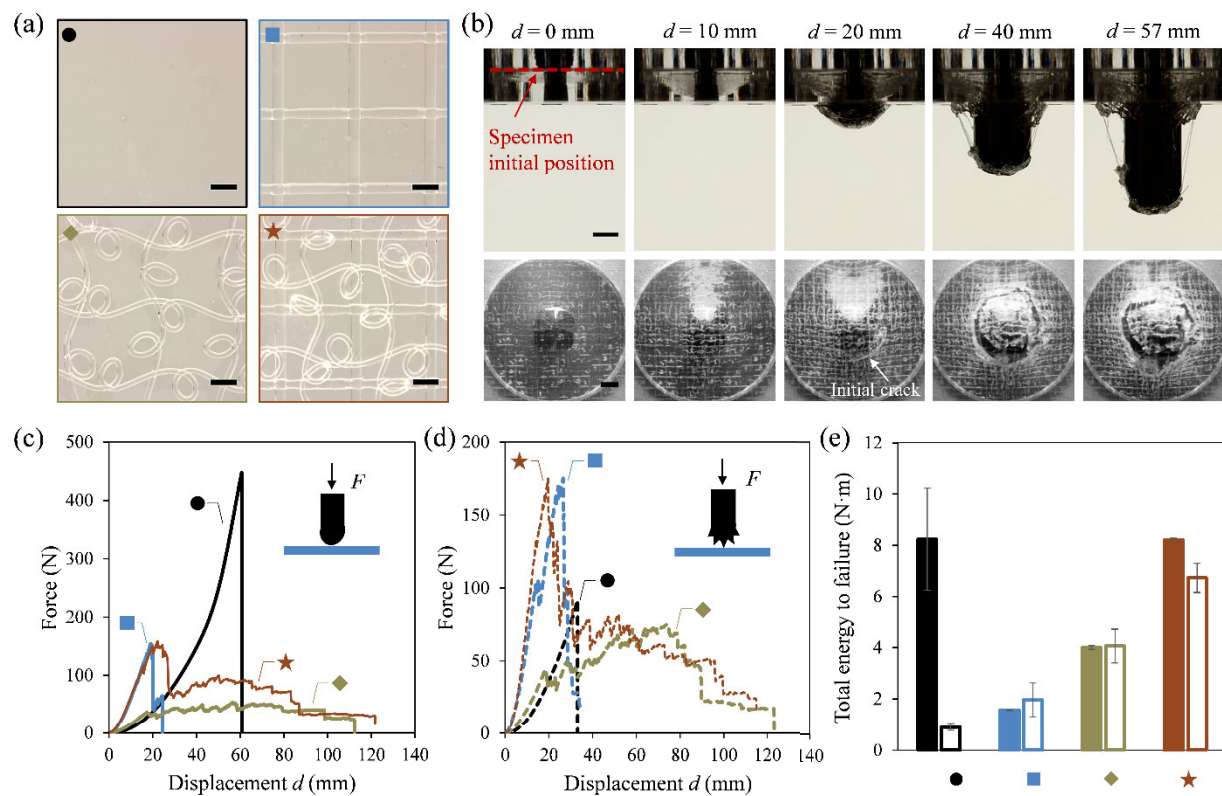 (a)
(b)
d = 0 mm
d = 10 mm
d = 20 mm
d = 40 mm
d = 57 mm
Specimen
initial position
Initial crack
(c)
500
400
300
200
100
0
Force (N)
0 20 40 60 80 100 120 140
Displacement d (mm)
F
(d)
200
150
100
50
0
Force (N)
0 20 40 60 80 100 120 140
Displacement d (mm)
F
(e)
12
10
8
6
4
2
0
Total energy to failure (N·m)